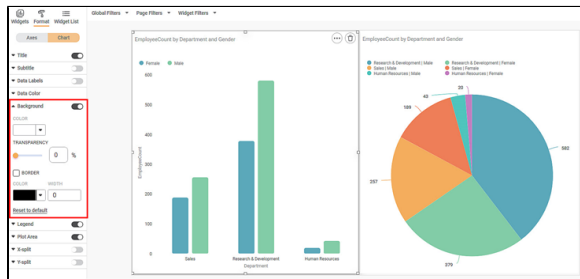 Widgets Format Widget List
Global Filters Page Filters Widget Filters
Axes Chart
Title
Subtitle
Data Labels
Data Color
Background
COLOR
TRANSPARENCY
0 %
BORDER
COLOR WIDTH
0
Reset to default
Legend
Plot Area
X-split
Y-split
EmployeeCount by Department and Gender
Female Male
600
500
400
300
200
100
0
EmployeeCount
Sales Research & Development Human Resources
Department
EmployeeCount by Department and Gender
Research & Development | Male Research & Development | Female
Sales | Male Sales | Female
Human Resources | Male Human Resources | Female
20
43
189
582
257
379